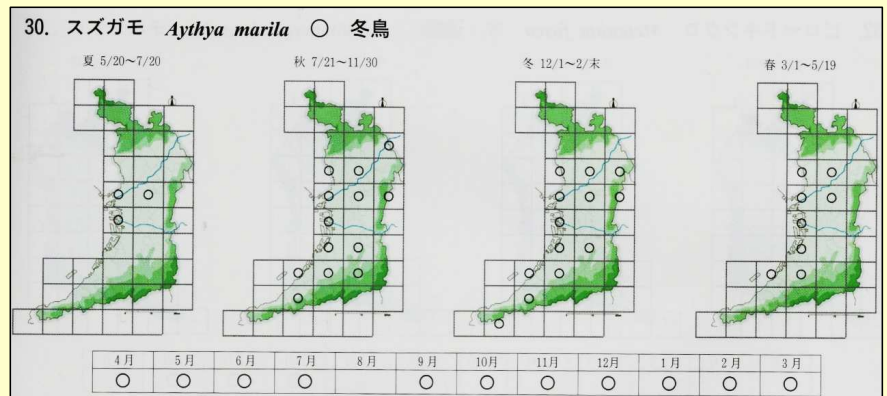 30. スズガモ Aythya marila ○ 冬鳥
夏 5/20～7/20 秋 7/21～11/30 冬 12/1～2/末 春 3/1～5/19
4月 5月 6月 7月 8月 9月 10月 11月 12月 1月 2月 3月
○ ○ ○ ○ ○ ○ ○ ○ ○ ○ ○